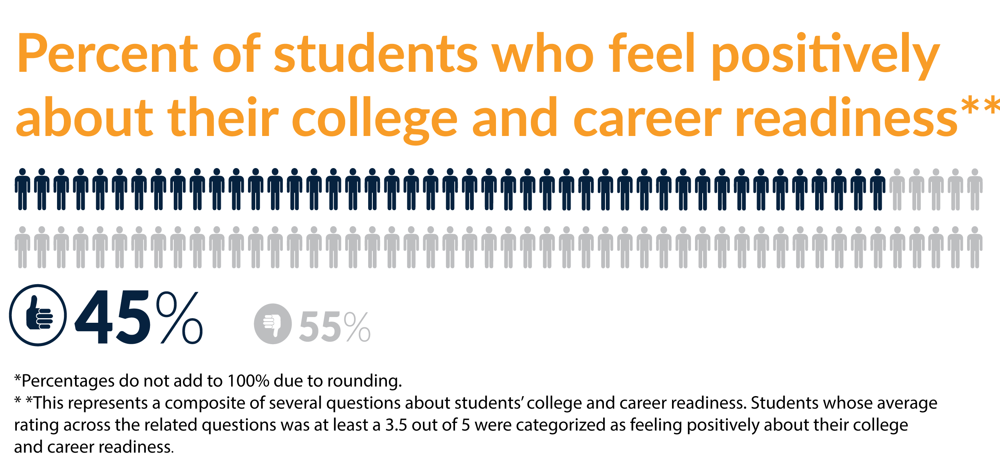 Percent of students who feel positively
about their college and career readiness**
45%
55%
*Percentages do not add to 100% due to rounding.
* *This represents a composite of several questions about students’ college and career readiness. Students whose average
rating across the related questions was at least a 3.5 out of 5 were categorized as feeling positively about their college
and career readiness.